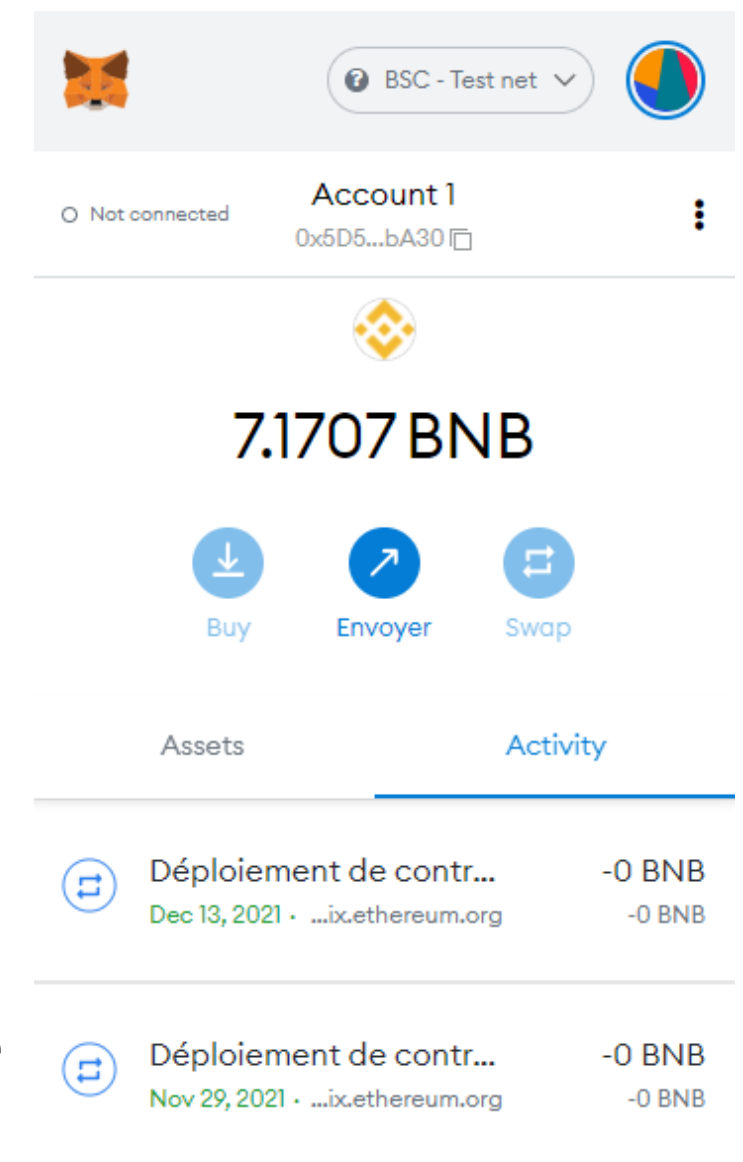 BSC - Test net
Not connected
Account 1
0x5D5...bA30
7.1707 BNB
Buy
Envoyer
Swap
Assets
Activity
Déploiement de contr...
-0 BNB
Dec 13, 2021 · ...ix.ethereum.org
-0 BNB
Déploiement de contr...
-0 BNB
Nov 29, 2021 · ...ix.ethereum.org
-0 BNB